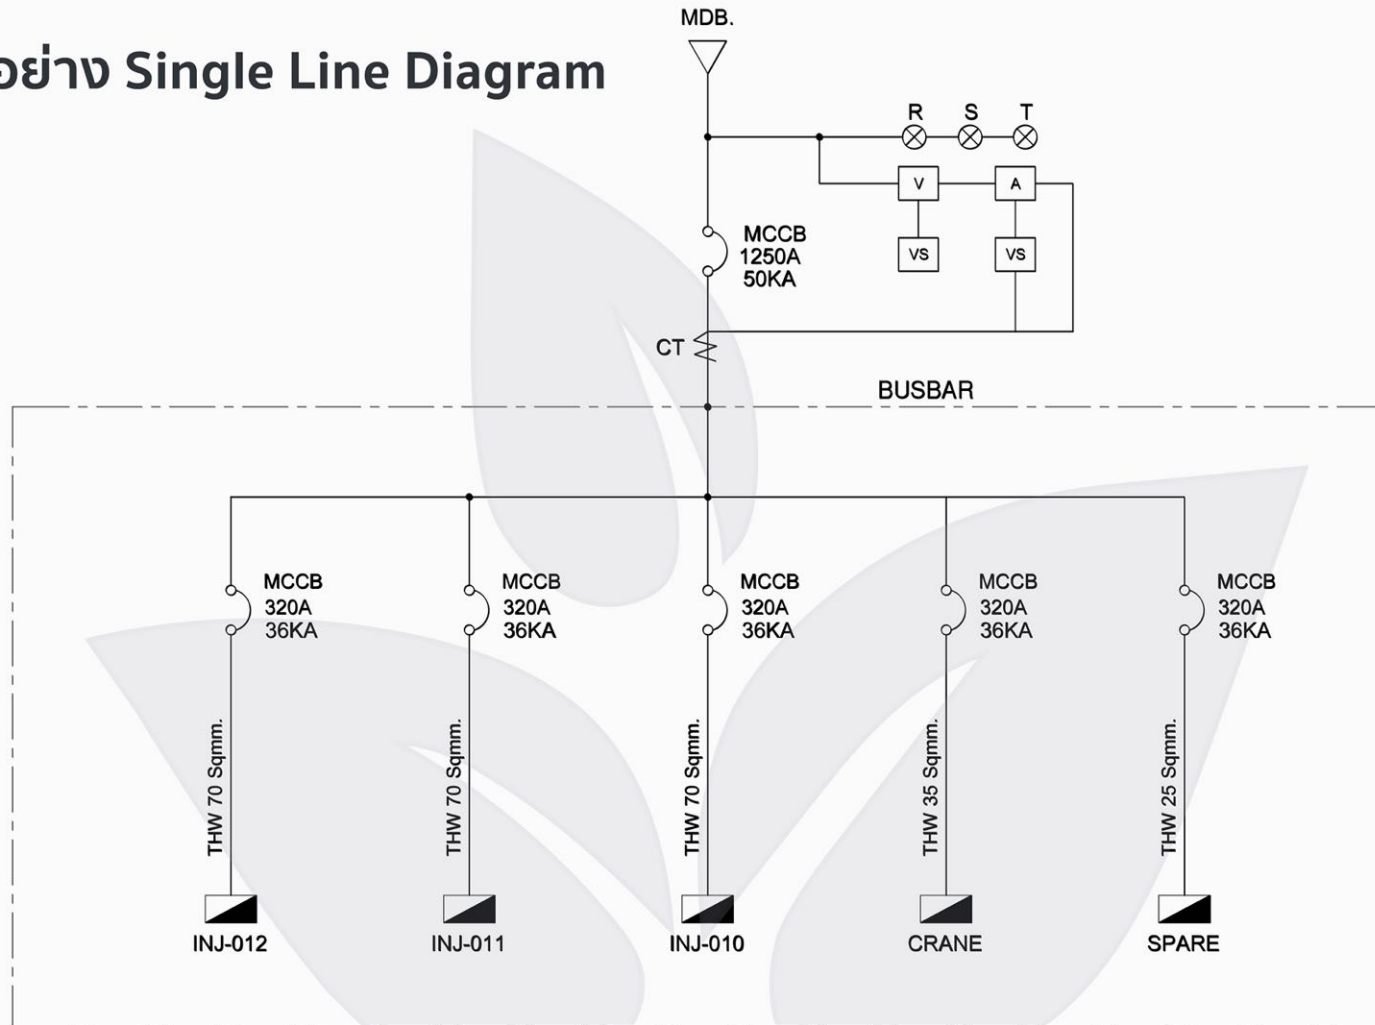 MDB.
อย่าง Single Line Diagram
R S T
V A
VS VS
MCCB
1250A
50KA
CT
BUSBAR
MCCB MCCB MCCB MCCB MCCB
320A 320A 320A 320A 320A
36KA 36KA 36KA 36KA 36KA
THW 70 Sqmm. THW 70 Sqmm. THW 70 Sqmm. THW 35 Sqmm. THW 25 Sqmm.
INJ-012 INJ-011 INJ-010 CRANE SPARE